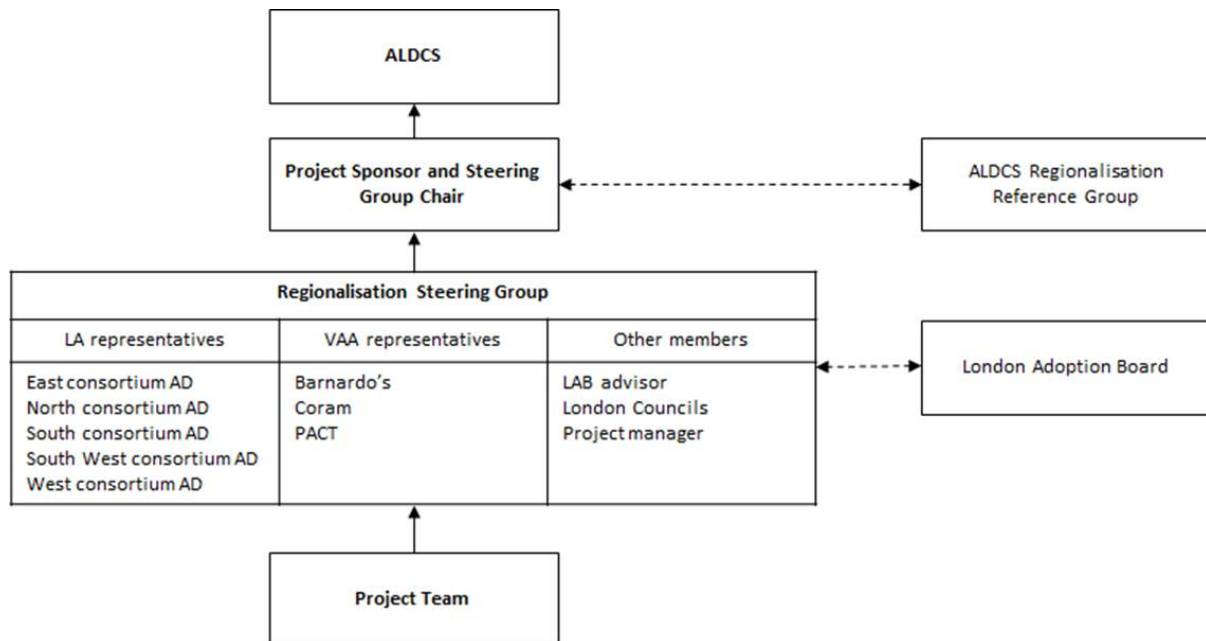 ALDCS
Project Sponsor and Steering
Group Chair
ALDCS Regionalisation
Reference Group
Regionalisation Steering Group
LA representatives
VAA representatives
Other members
East consortium AD
North consortium AD
South consortium AD
South West consortium AD
West consortium AD
Barnardo's
Coram
PACT
LAB advisor
London Councils
Project manager
London Adoption Board
Project Team